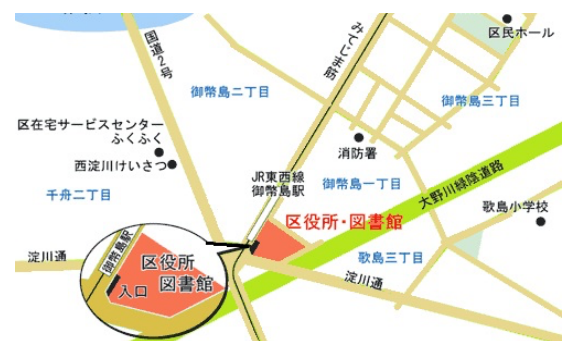 国道2号
みてじま筋
区民ホール
御幣島二丁目
御幣島三丁目
区在宅サービスセンター
ふくふく
西淀川けいさつ
消防署
JR東西線
御幣島駅
御幣島一丁目
大野川緑陰道路
千舟二丁目
歌島小学校
区役所・図書館
御幣島駅
区役所
図書館
入口
淀川通
歌島三丁目
淀川通